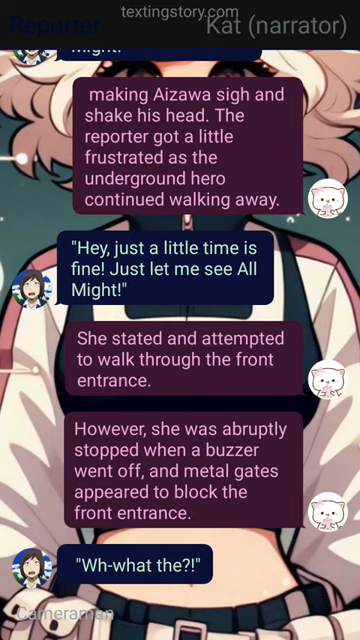 textingstory.com
Reporter
Kat (narrator)
Might!"
making Aizawa sigh and
shake his head. The
reporter got a little
frustrated as the
underground hero
continued walking away.
"Hey, just a little time is
fine! Just let me see All
Might!"
She stated and attempted
to walk through the front
entrance.
However, she was abruptly
stopped when a buzzer
went off, and metal gates
appeared to block the
front entrance.
"Wh-what the?!"
Cameraman